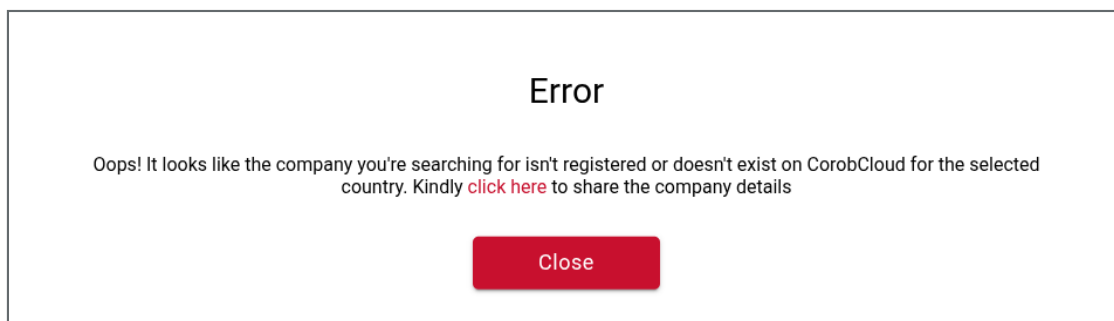 Error
Oops! It looks like the company you're searching for isn't registered or doesn't exist on CorobCloud for the selected
country. Kindly click here to share the company details
Close